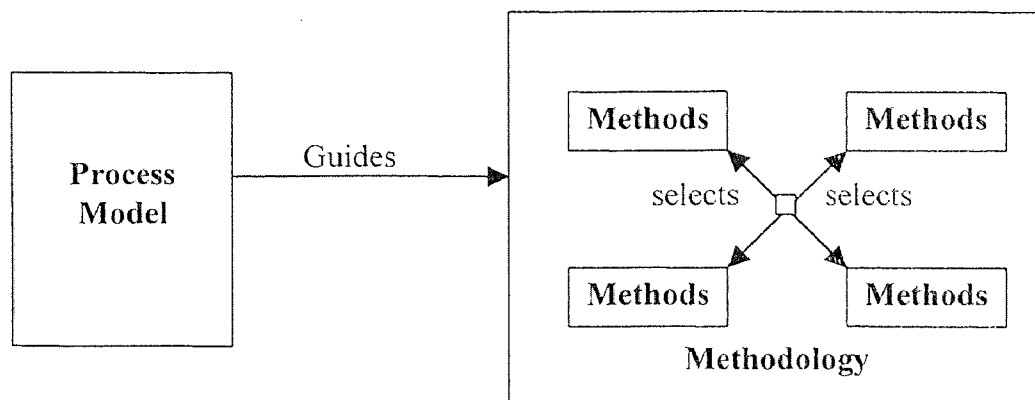 Methods
Methods
Guides
Process
Model
selects
selects
Methods
Methods
Methodology